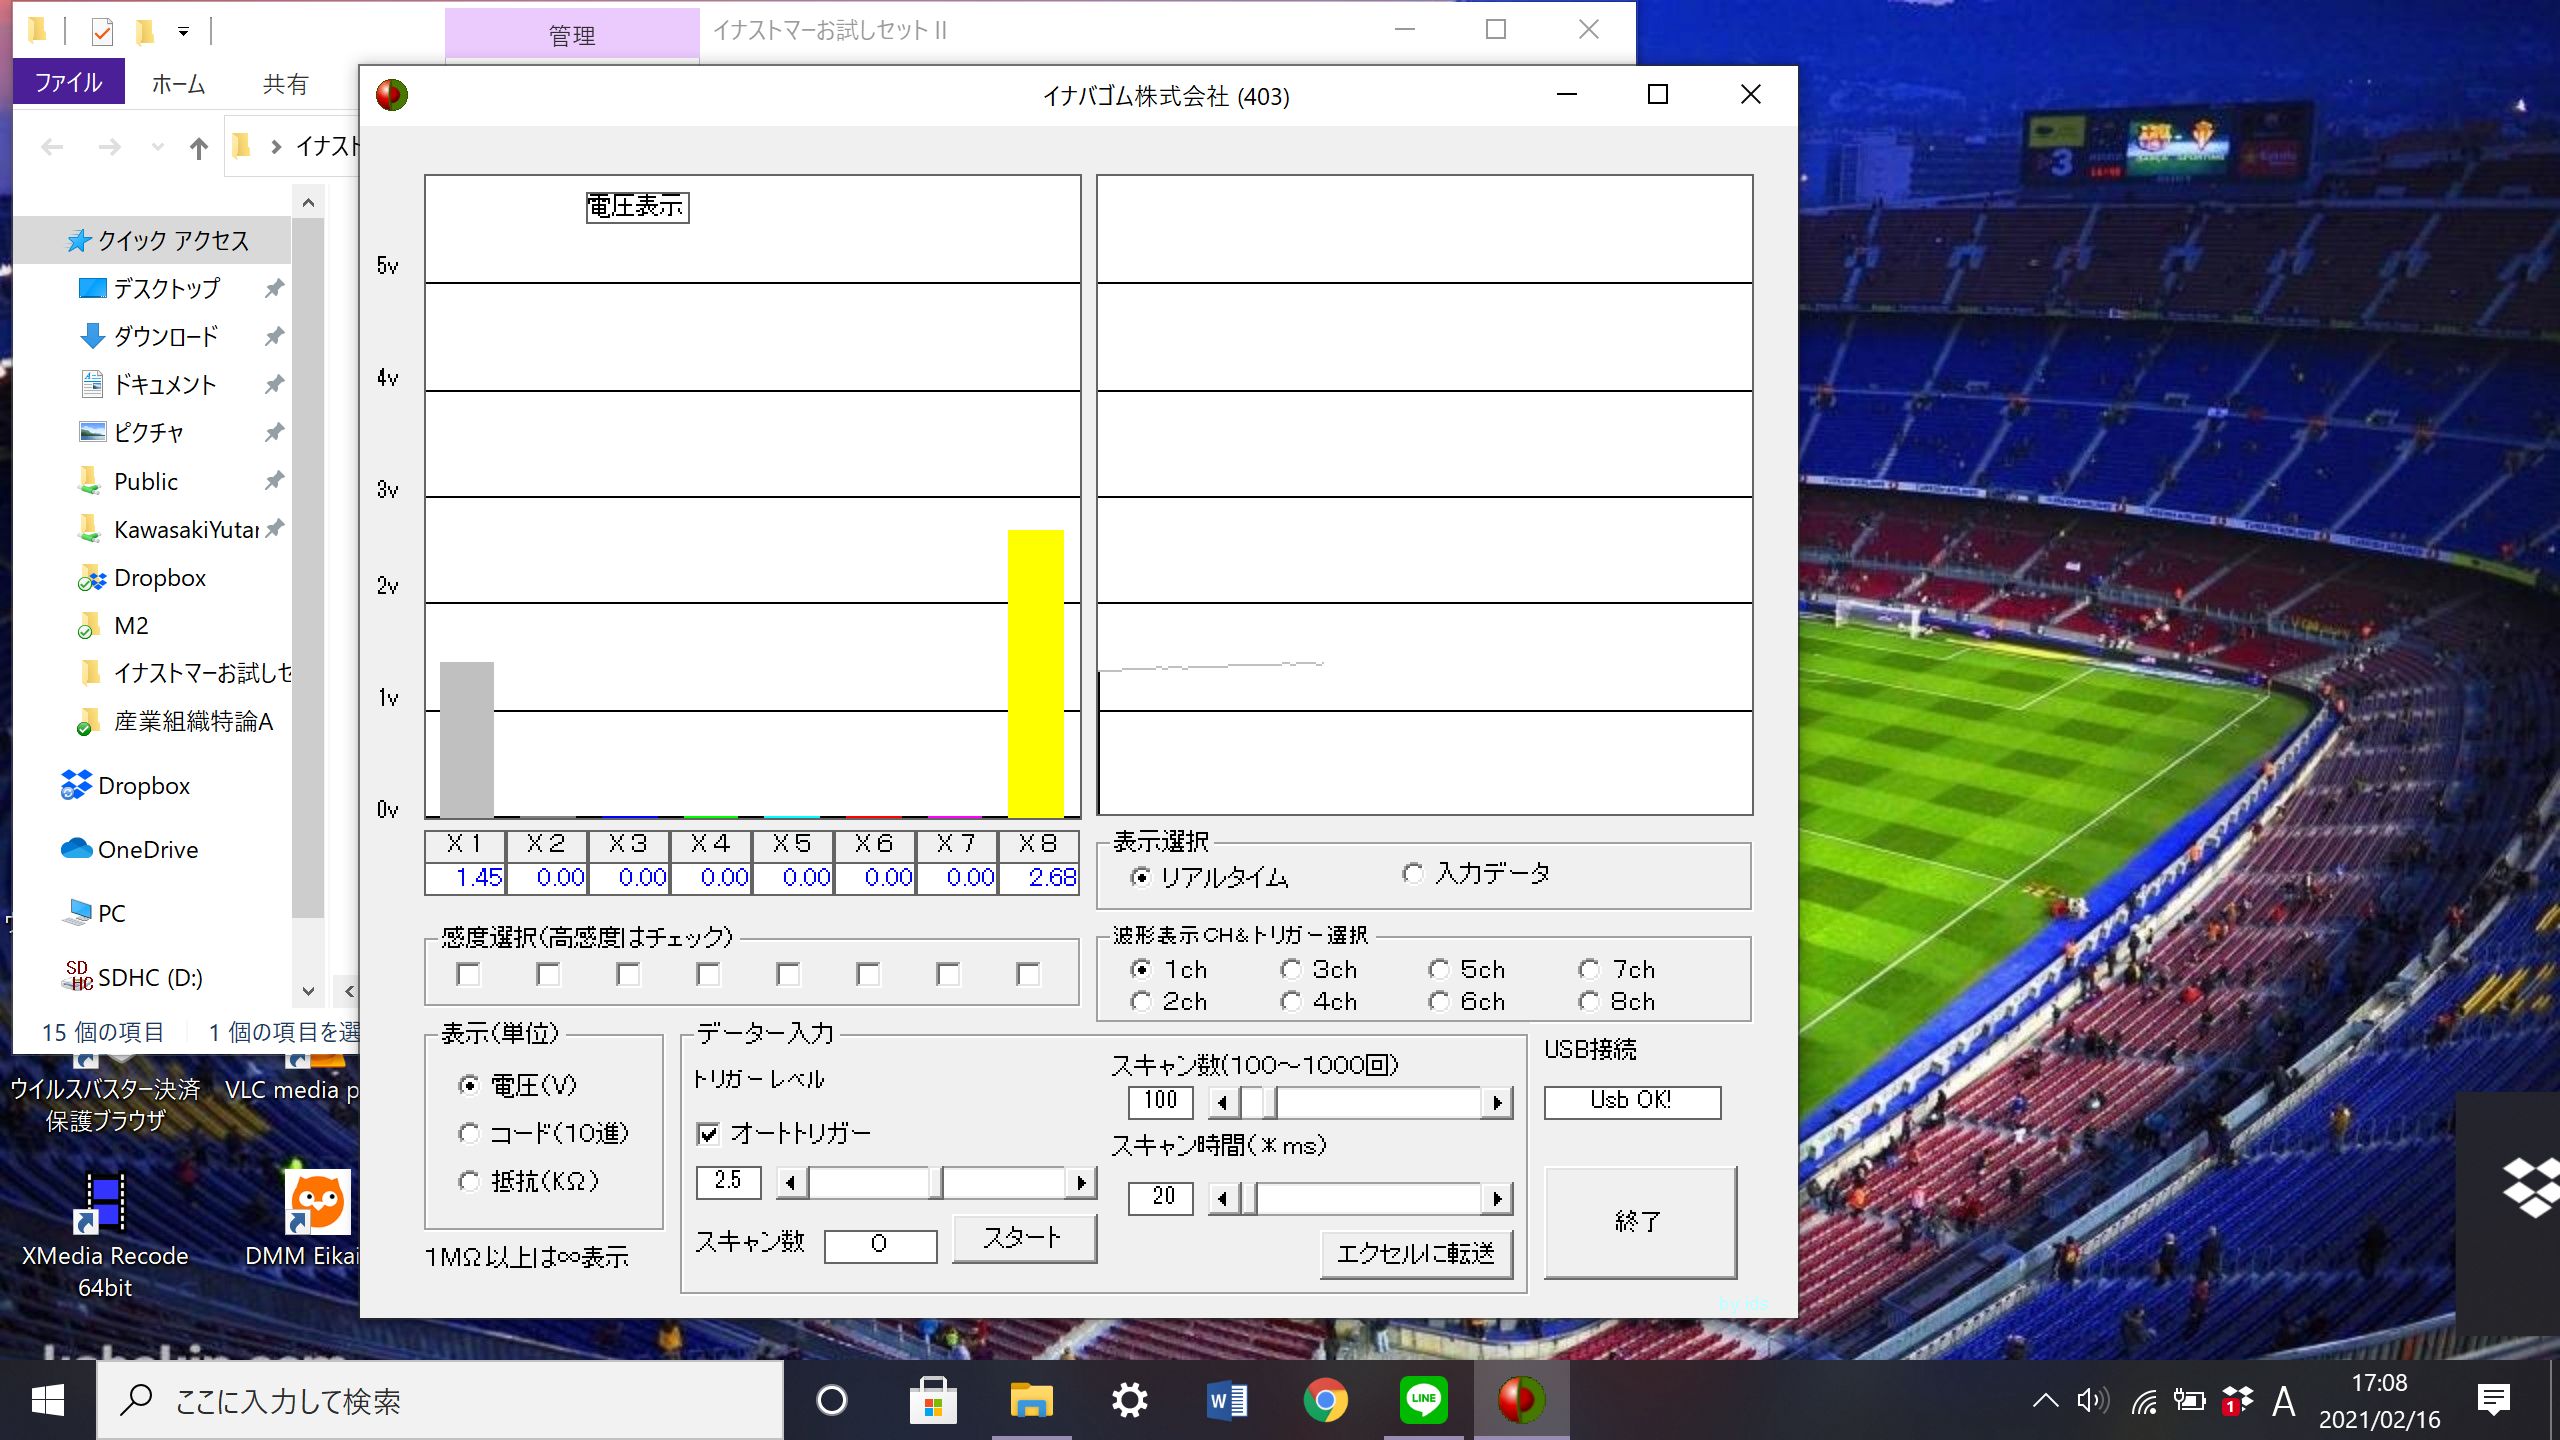 管理
イナストマーお試しセット II
ファイル
ホーム
共有
イナスト
クイック アクセス
デスクトップ
ダウンロード
ドキュメント
ピクチャ
Public
KawasakiYutar
Dropbox
M2
イナストマーお試しセ
産業組織特論A
Dropbox
OneDrive
PC
SDHC (D:)
15 個の項目
1 個の項目を選
イナバゴム株式会社 (403)
電圧表示
5v
4v
3v
2v
1v
0v
X1 X2 X3 X4 X5 X6 X7 X8
1.45 0.00 0.00 0.00 0.00 0.00 0.00 2.68
表示選択
リアルタイム 入力データ
感度選択(高感度はチェック)
波形表示CH&トリガー選択
1ch 3ch 5ch 7ch
2ch 4ch 6ch 8ch
表示(単位)
電圧(V)
コード(10進)
抵抗(KΩ)
1MΩ以上は∞表示
データー入力
トリガーレベル
オートトリガー
2.5
スキャン数 0 スタート
スキャン数(100～1000回)
100
スキャン時間(*ms)
20
エクセルに転送
USB接続
Usb OK!
終了
by ids
ウイルスバスター決済
保護ブラウザ
VLC media p
XMedia Recode
64bit
DMM Eikai
ここに入力して検索
LINE
1
A
17:08
2021/02/16